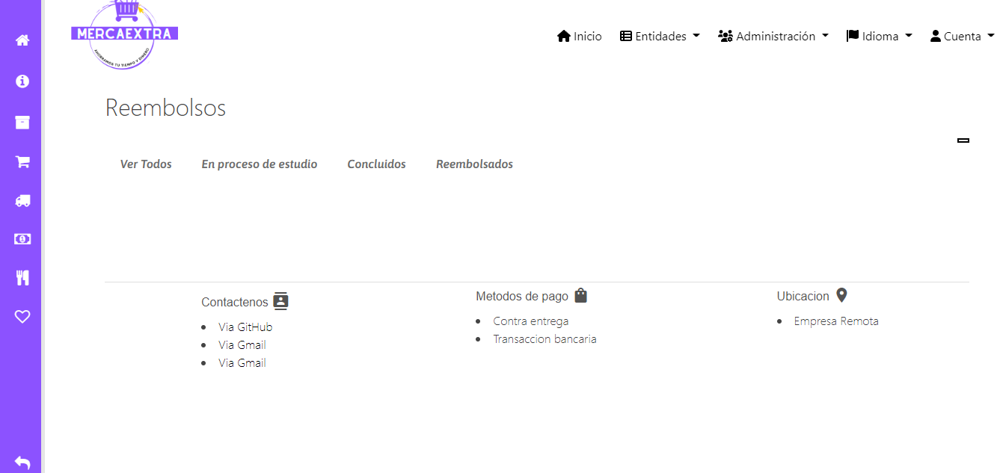 MERCAEXTRA
AHORRAMOS TU TIEMPO Y DINERO
Inicio
Entidades
Administración
Idioma
Cuenta
Reembolsos
Ver Todos
En proceso de estudio
Concluidos
Reembolsados
Contactenos
Via GitHub
Via Gmail
Via Gmail
Metodos de pago
Contra entrega
Transaccion bancaria
Ubicacion
Empresa Remota